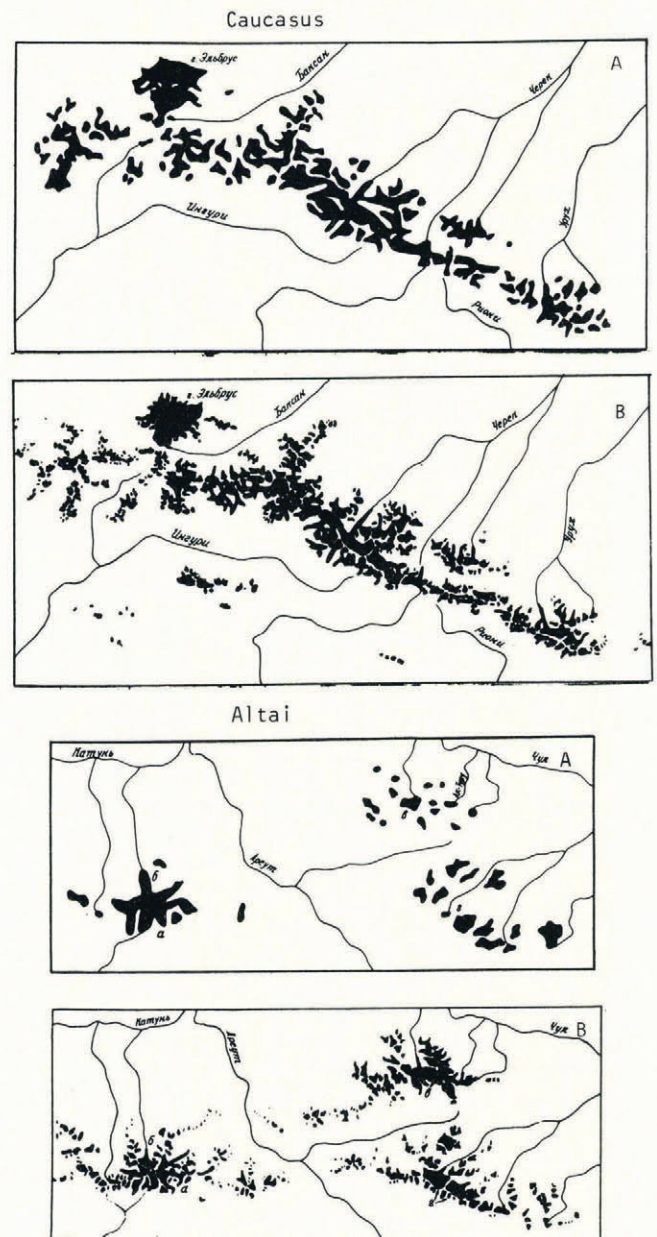 Caucasus
г. Эльбрус
Баксан
A
Черек
Ингури
Риони
г. Эльбрус
Баксан
B
Черек
Ингури
Урух
Риони
Altai
Катунь
A
Чуя
Аргут
б
а
Катунь
Аргут
B
Чуя
б
а